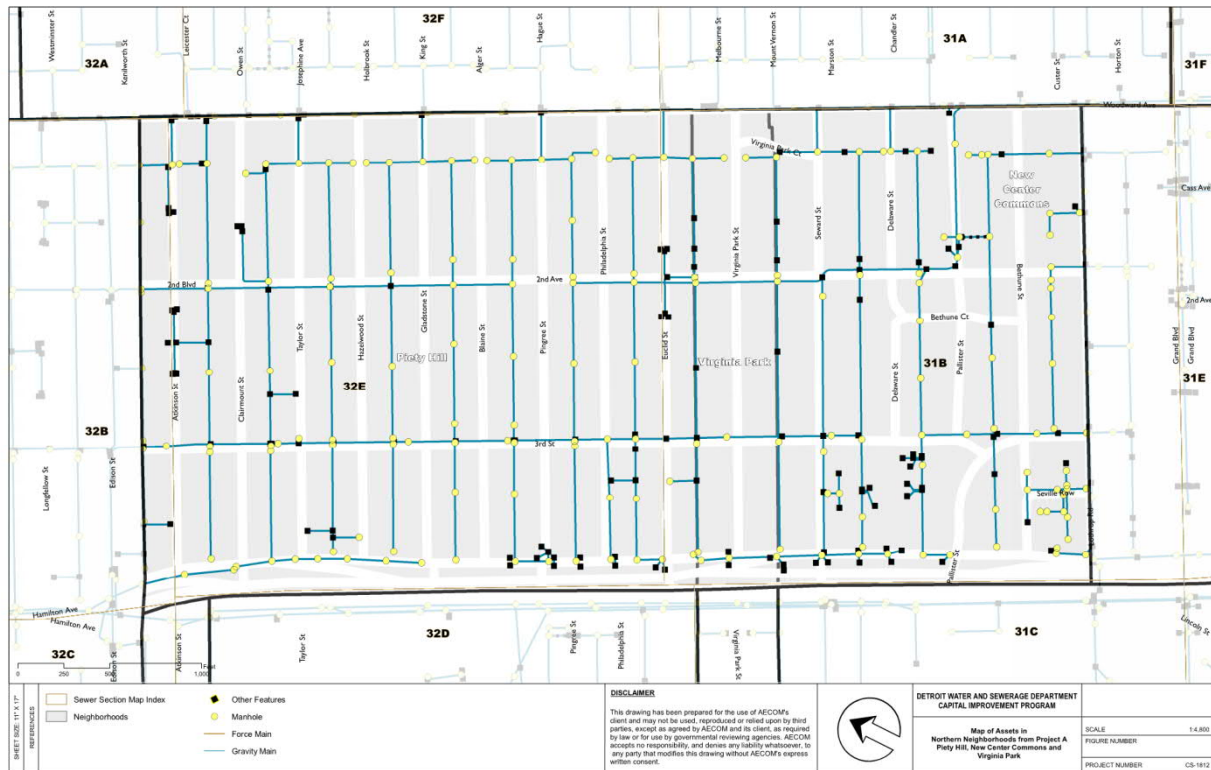 32F
31A
32A
31F
Westminster St
Kenilworth St
Leicester Ct
Owen St
Josephine Ave
Holbrook St
King St
Alger St
Hague St
Melbourne St
Mount Vernon St
Marston St
Chandler St
Custer St
Horton St
Woodward Ave
Virginia Park Ct
New
Center
Commons
Cass Ave
2nd Blvd
2nd Ave
2nd Ave
Philadelphia St
Virginia Park St
Seward St
Delaware St
Bethune St
Bethune Ct
Atkinson St
Clairmount St
Taylor St
Hazelwood St
Gladstone St
Piety Hill
Blaine St
Pingree St
Euclid St
Virginia Park
Delaware St
Pallister St
Grand Blvd
Grand Blvd
32E
31B
31E
32B
3rd St
Longfellow St
Edison St
Seville Row
Pallister St
Hamilton Ave
Hamilton Ave
32C
32D
31C
Edison St
Atkinson St
Taylor St
Pingree St
Philadelphia St
Virginia Park St
Lincoln St
0 250 500 1,000 Feet
SHEET SIZE: 11" X 17"
REFERENCES
Sewer Section Map Index
Neighborhoods
Other Features
Manhole
Force Main
Gravity Main
DISCLAIMER
This drawing has been prepared for the use of AECOM's
client and may not be used, reproduced or relied upon by third
parties, except as agreed by AECOM and its client, as required
by law or for use by governmental reviewing agencies. AECOM
accepts no responsibility, and denies any liability whatsoever, to
any party that modifies this drawing without AECOM's express
written consent.
DETROIT WATER AND SEWERAGE DEPARTMENT
CAPITAL IMPROVEMENT PROGRAM
Map of Assets in
Northern Neighborhoods from Project A
Piety Hill, New Center Commons and
Virginia Park
SCALE 1:4,800
FIGURE NUMBER
PROJECT NUMBER CS-1812